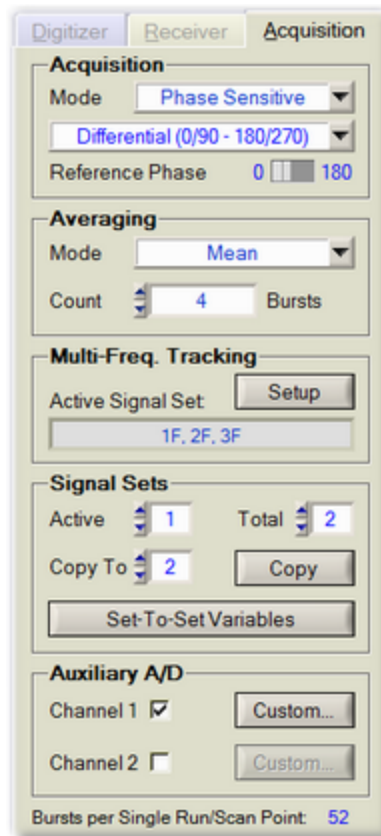 Digitizer Receiver Acquisition
Acquisition
Mode Phase Sensitive
Differential (0/90 - 180/270)
Reference Phase 0 180
Averaging
Mode Mean
Count 4 Bursts
Multi-Freq. Tracking
Active Signal Set: Setup
1F, 2F, 3F
Signal Sets
Active 1 Total 2
Copy To 2 Copy
Set-To-Set Variables
Auxiliary A/D
Channel 1 Custom...
Channel 2 Custom...
Bursts per Single Run/Scan Point: 52